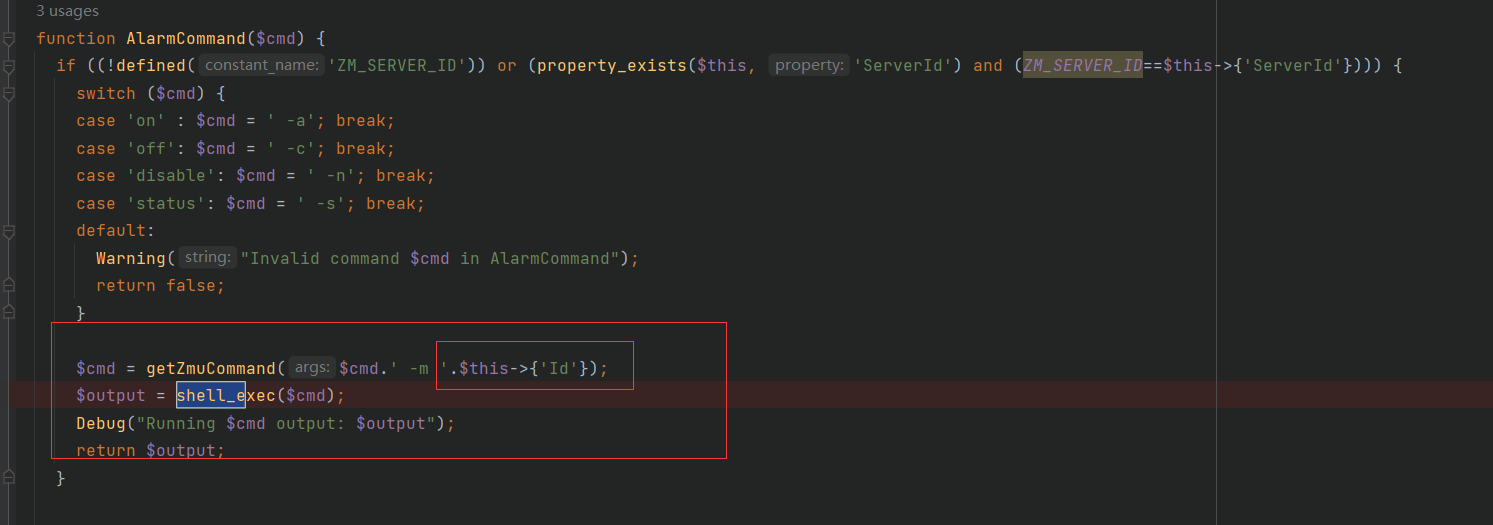 3 usages
function AlarmCommand($cmd) {
if ((!defined( constant_name: 'ZM_SERVER_ID')) or (property_exists($this, property: 'ServerId') and (ZM_SERVER_ID==$this->{'ServerId'}))) {
switch ($cmd) {
case 'on' : $cmd = ' -a'; break;
case 'off': $cmd = ' -c'; break;
case 'disable': $cmd = ' -n'; break;
case 'status': $cmd = ' -s'; break;
default:
Warning( string: "Invalid command $cmd in AlarmCommand");
return false;
}
$cmd = getZmuCommand( args: $cmd.' -m '.$this->{'Id'});
$output = shell_exec($cmd);
Debug("Running $cmd output: $output");
return $output;
}